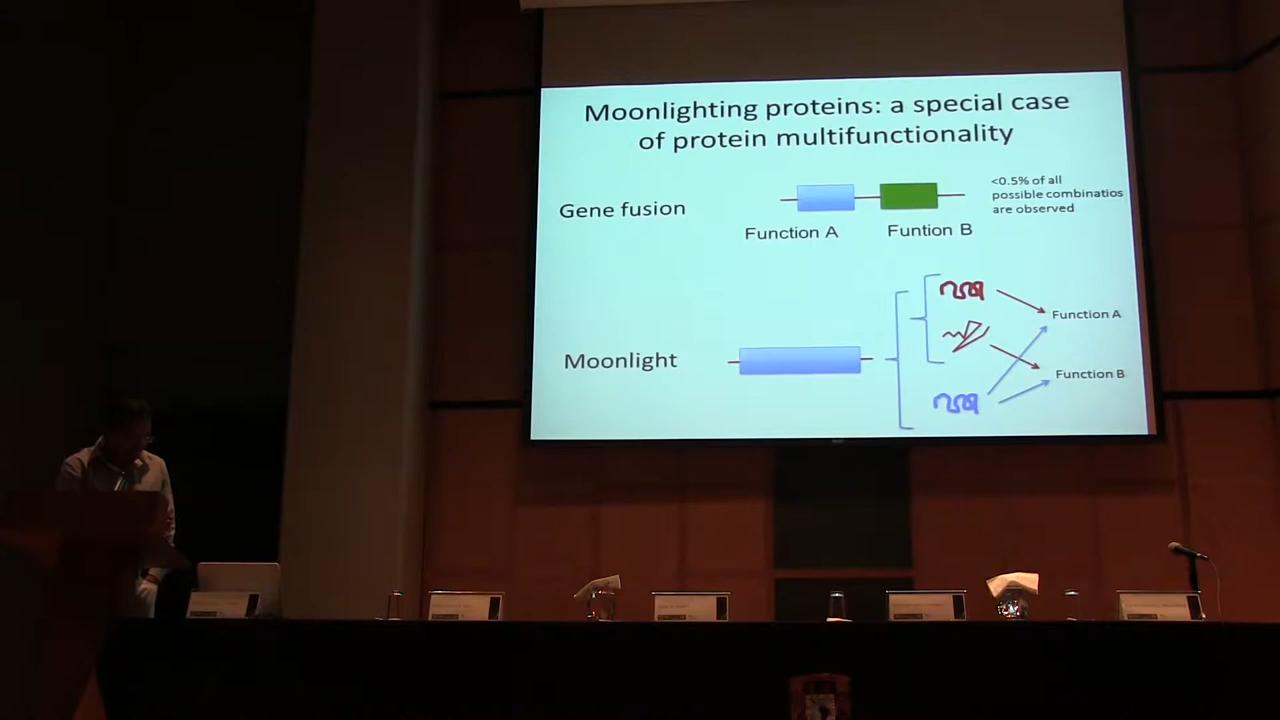 Moonlighting proteins: a special case
of protein multifunctionality
Gene fusion
<0.5% of all
possible combinatios
are observed
Function A
Funtion B
Moonlight
Function A
Function B